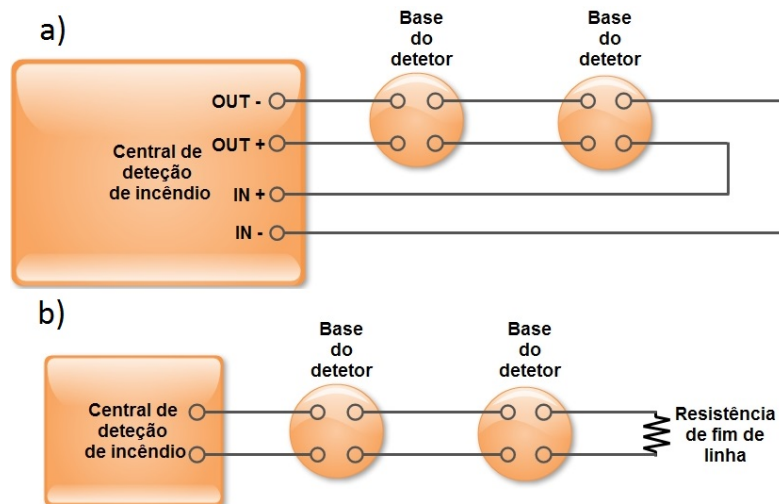 a)
Base
do
detetor
Base
do
detetor
OUT -
OUT +
Central de
deteção
de incêndio
IN +
IN -
b)
Base
do
detetor
Base
do
detetor
Central de
deteção
de incêndio
Resistência
de fim de
linha